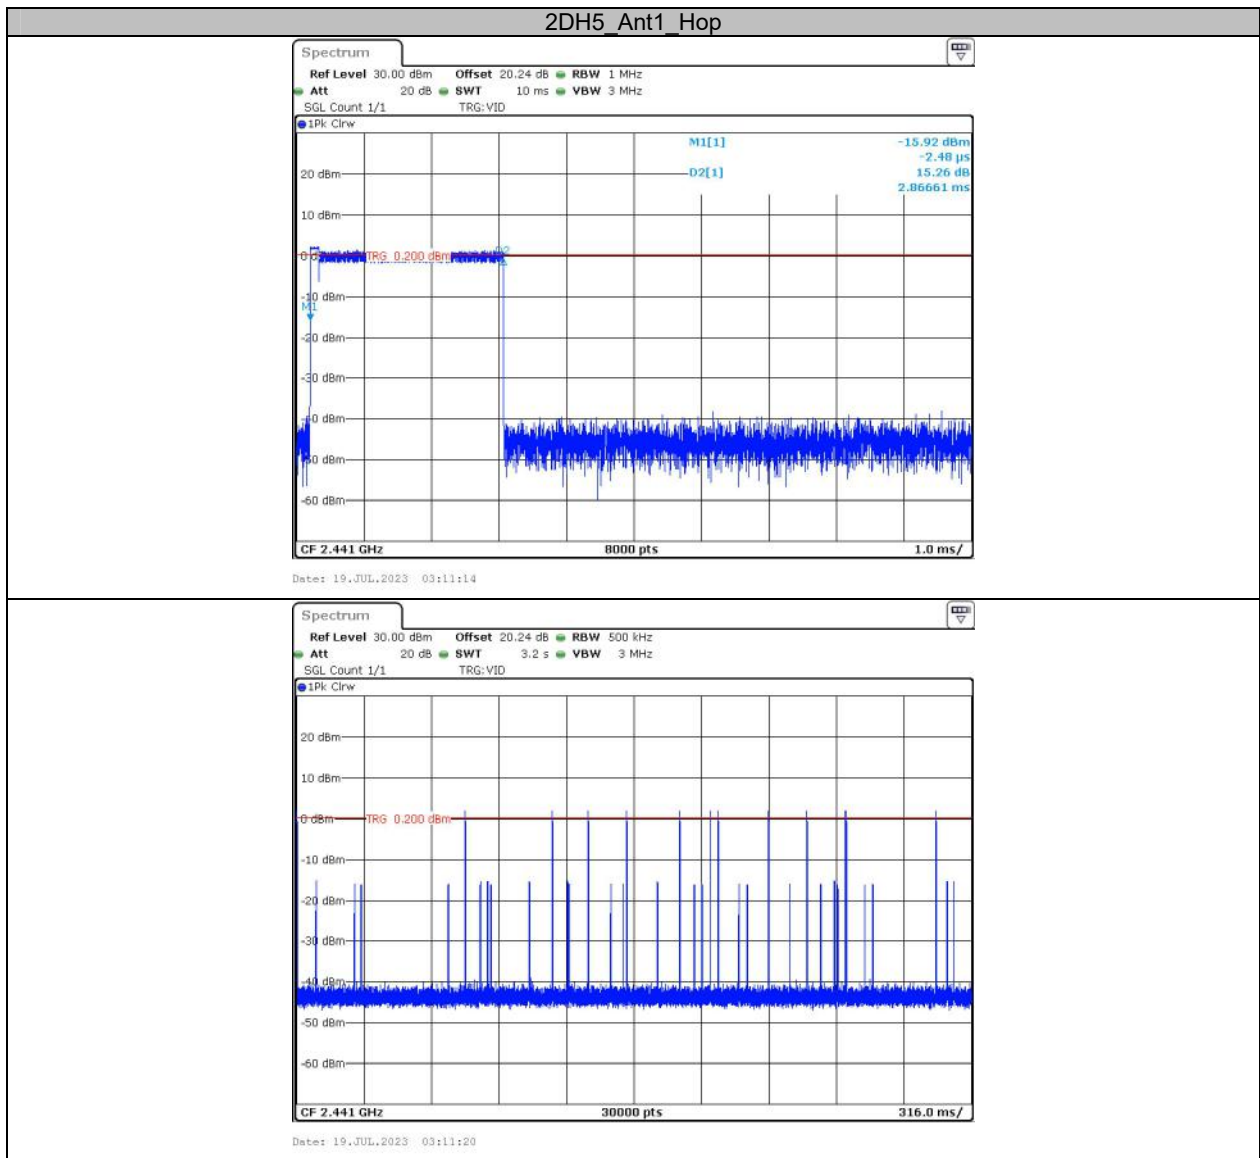 2DH5_Ant1_Hop
Spectrum
Ref Level 30.00 dBm Offset 20.24 dB RBW 1 MHz
Att 20 dB SWT 10 ms VBW 3 MHz
SGL Count 1/1 TRG:VID
1Pk Clrw
M1[1] -15.92 dBm
-2.48 µs
D2[1] 15.26 dB
2.86661 ms
20 dBm
10 dBm
TRG 0.200 dBm
D2
-10 dBm
M1
-20 dBm
-30 dBm
-60 dBm
CF 2.441 GHz 8000 pts 1.0 ms/
Date: 19.JUL.2023 03:11:14
Spectrum
Ref Level 30.00 dBm Offset 20.24 dB RBW 500 kHz
Att 20 dB SWT 3.2 s VBW 3 MHz
SGL Count 1/1 TRG:VID
1Pk Clrw
20 dBm
10 dBm
0 dBm TRG 0.200 dBm
-10 dBm
-20 dBm
-30 dBm
-40 dBm
-50 dBm
-60 dBm
CF 2.441 GHz 30000 pts 316.0 ms/
Date: 19.JUL.2023 03:11:20